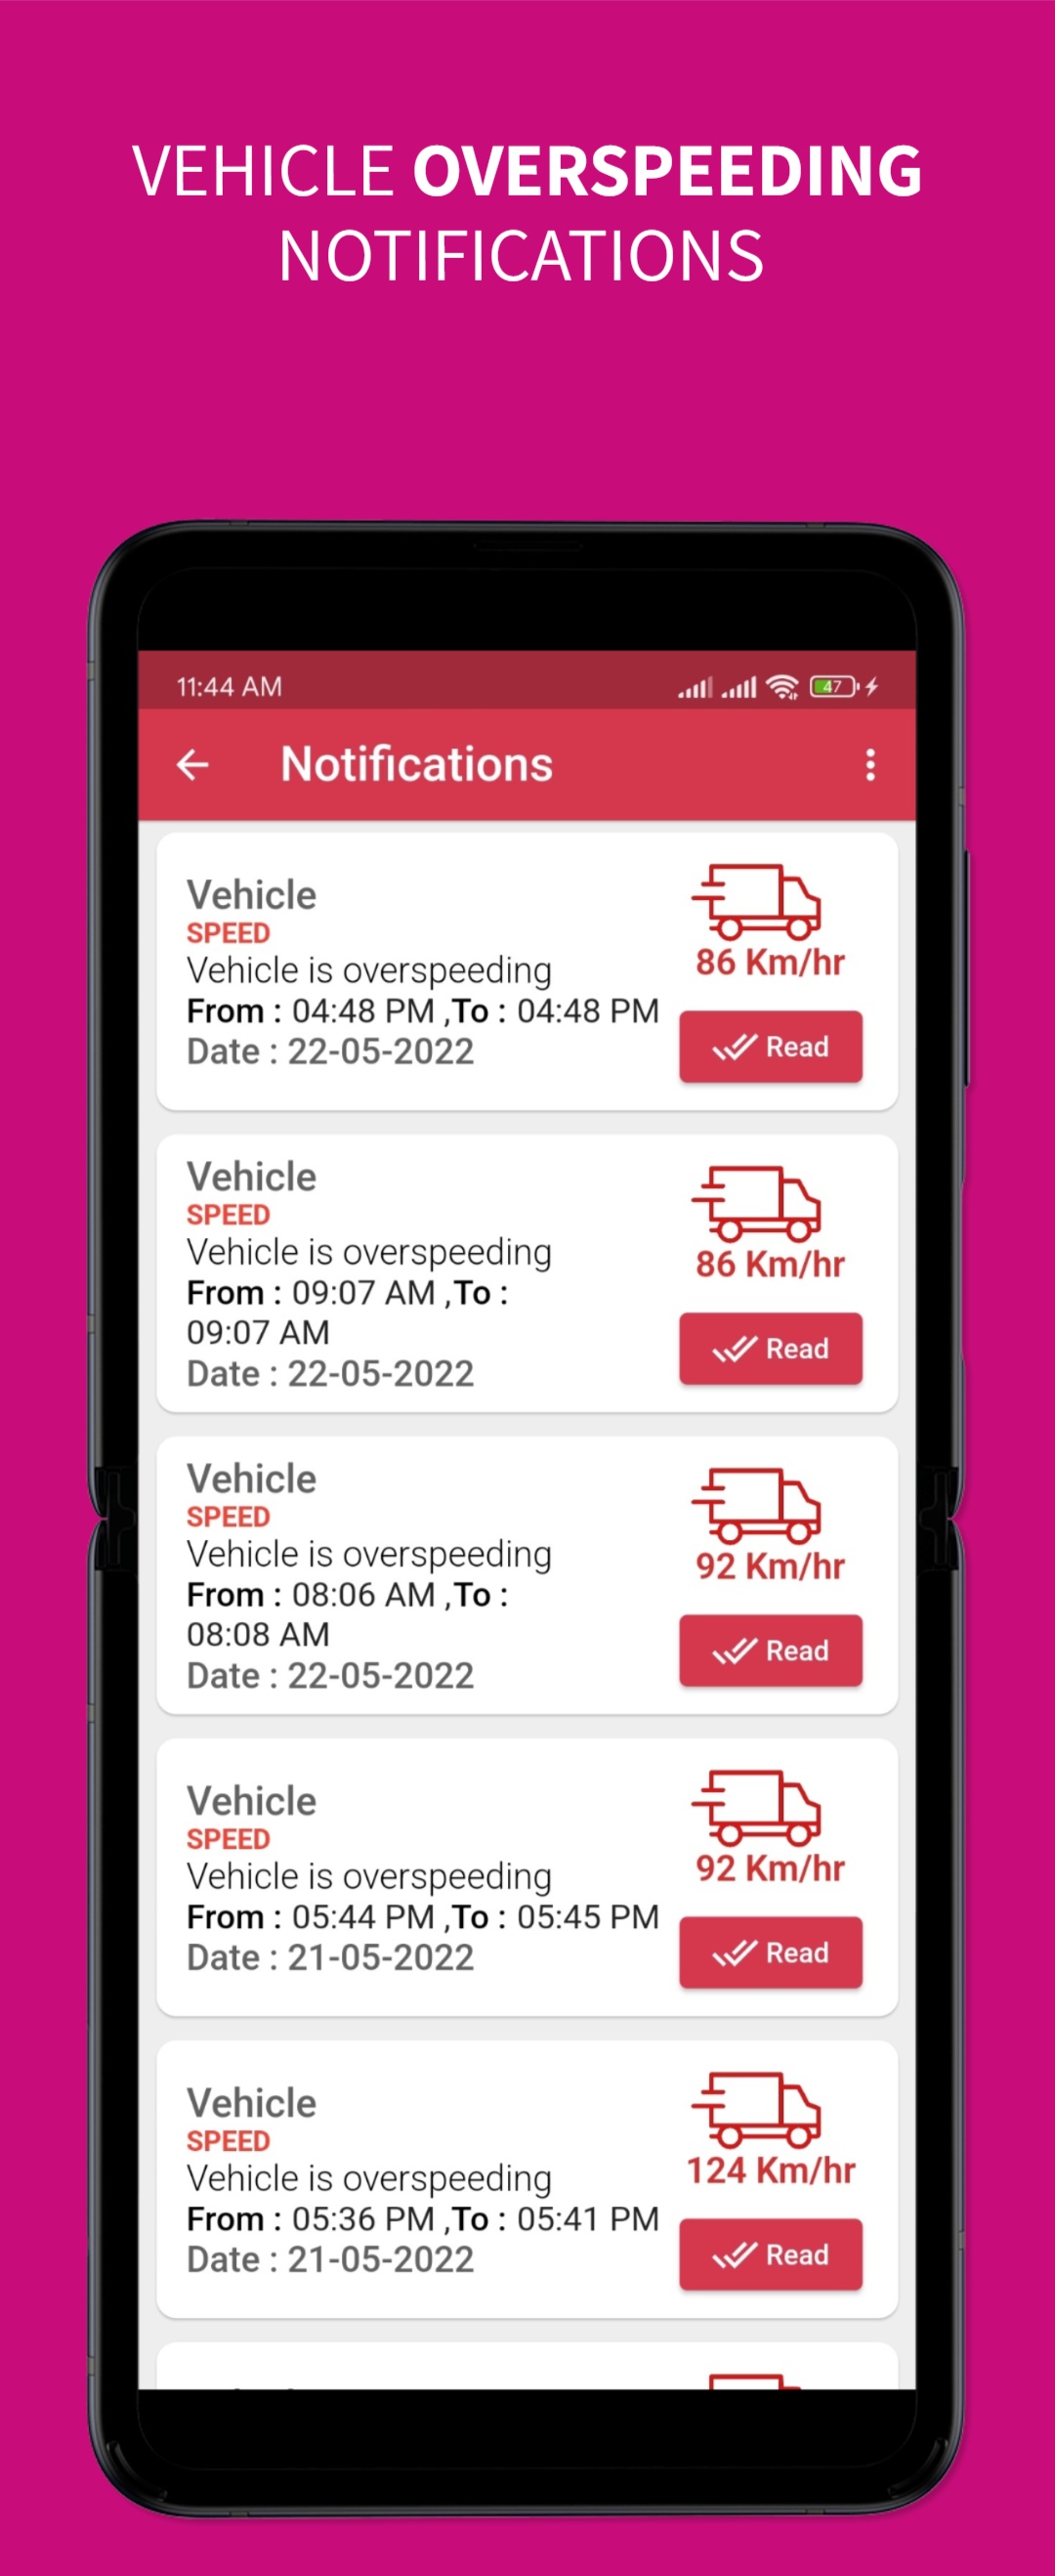 VEHICLE OVERSPEEDING
NOTIFICATIONS
11:44 AM
47
Notifications
Vehicle
SPEED
Vehicle is overspeeding
From : 04:48 PM ,To : 04:48 PM
Date : 22-05-2022
86 Km/hr
Read
Vehicle
SPEED
Vehicle is overspeeding
From : 09:07 AM ,To :
09:07 AM
Date : 22-05-2022
86 Km/hr
Read
Vehicle
SPEED
Vehicle is overspeeding
From : 08:06 AM ,To :
08:08 AM
Date : 22-05-2022
92 Km/hr
Read
Vehicle
SPEED
Vehicle is overspeeding
From : 05:44 PM ,To : 05:45 PM
Date : 21-05-2022
92 Km/hr
Read
Vehicle
SPEED
Vehicle is overspeeding
From : 05:36 PM ,To : 05:41 PM
Date : 21-05-2022
124 Km/hr
Read